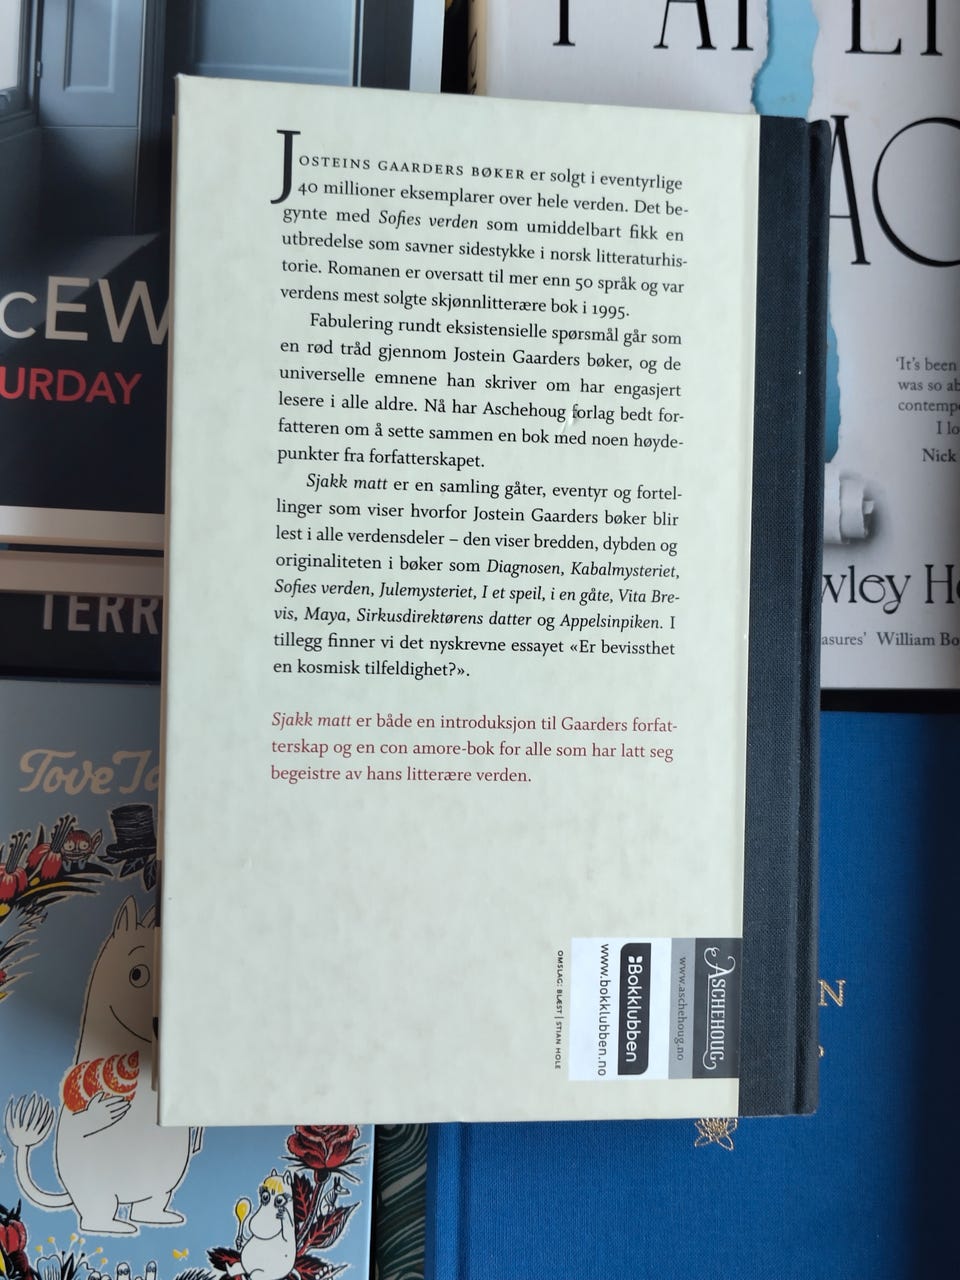 JOSTEINS GAARDERS BØKER er solgt i eventyrlige
40 millioner eksemplarer over hele verden. Det be-
gynte med Sofies verden som umiddelbart fikk en
utbredelse som savner sidestykke i norsk litteraturhis-
torie. Romanen er oversatt til mer enn 50 språk og var
verdens mest solgte skjønnlitterære bok i 1995.
Fabulering rundt eksistensielle spørsmål går som
en rød tråd gjennom Jostein Gaarders bøker, og de
universelle emnene han skriver om har engasjert
lesere i alle aldre. Nå har Aschehoug forlag bedt for-
fatteren om å sette sammen en bok med noen høyde-
punkter fra forfatterskapet.
Sjakk matt er en samling gåter, eventyr og fortel-
linger som viser hvorfor Jostein Gaarders bøker blir
lest i alle verdensdeler – den viser bredden, dybden og
originaliteten i bøker som Diagnosen, Kabalmysteriet,
Sofies verden, Julemysteriet, I et speil, i en gåte, Vita Bre-
vis, Maya, Sirkusdirektørens datter og Appelsinpiken. I
tillegg finner vi det nyskrevne essayet «Er bevissthet
en kosmisk tilfeldighet?».
Sjakk matt er både en introduksjon til Gaarders forfat-
terskap og en con amore-bok for alle som har latt seg
begeistre av hans litterære verden.
OMSLAG: BLÆST | STIAN HOLE
www.bokklubben.no
Bokklubben
www.aschehoug.no
ASCHEHOUG
cEW
URDAY
TERR
Tove Ja
'It's been
was so ab
contempo
I lo
Nick
wley H
asures' William Bo
N